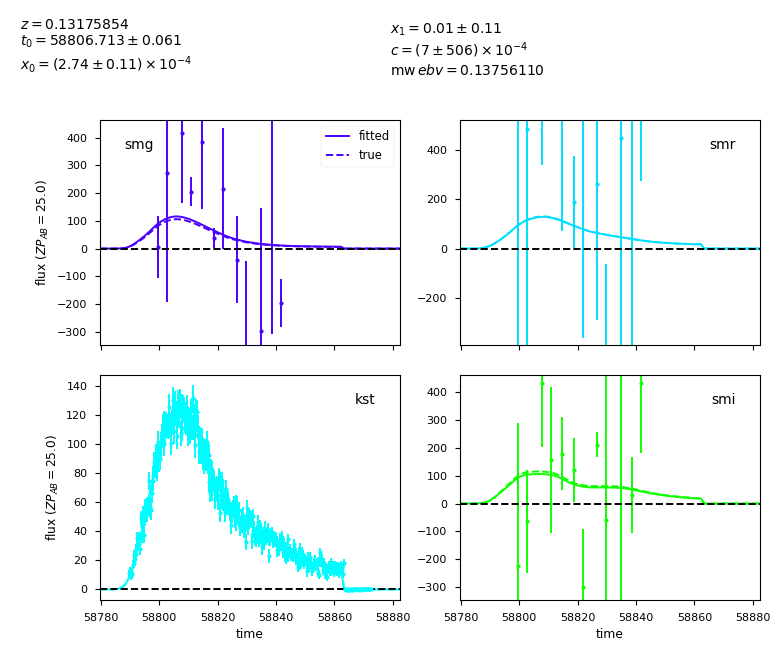 z = 0.13175854
t₀ = 58806.713 ± 0.061
x₀ = (2.74 ± 0.11) × 10⁻⁴
x₁ = 0.01 ± 0.11
c = (7 ± 506) × 10⁻⁴
mw ebv = 0.13756110
smg
fitted
true
400
300
200
100
0
−100
−200
−300
flux (ZP_AB = 25.0)
smr
400
200
0
−200
kst
140
120
100
80
60
40
20
0
flux (ZP_AB = 25.0)
58780 58800 58820 58840 58860 58880
time
smi
400
300
200
100
0
−100
−200
−300
58780 58800 58820 58840 58860 58880
time